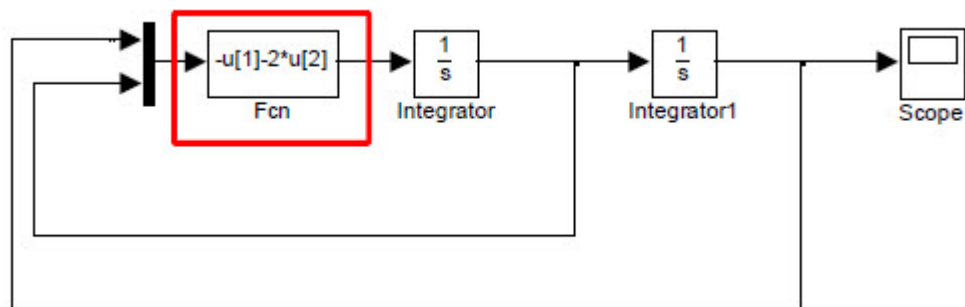 -u[1]-2*u[2]
Fcn
1
s
Integrator
1
s
Integrator1
Scope